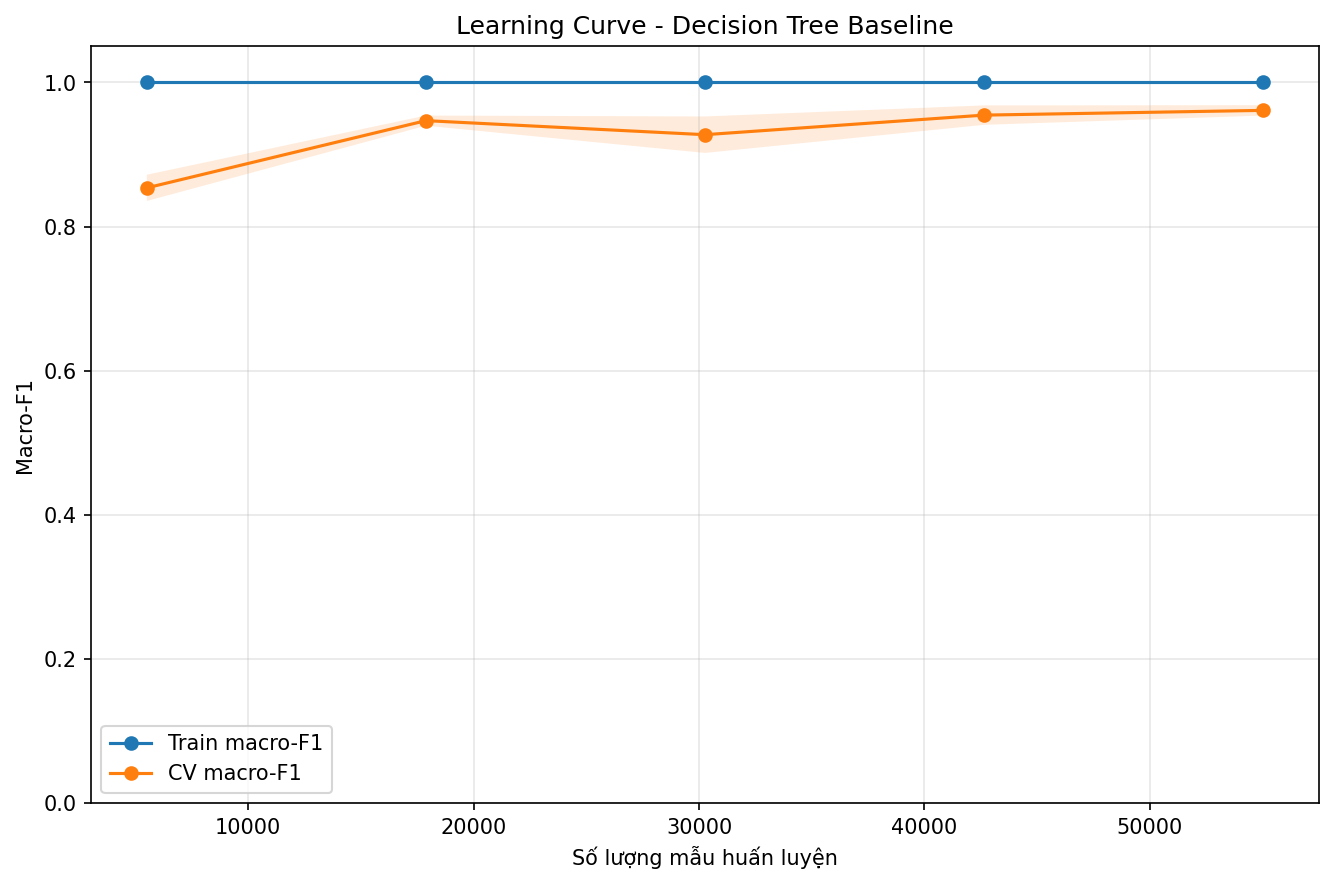 Learning Curve - Decision Tree Baseline
1.0
0.8
0.6
0.4
0.2
0.0
Macro-F1
Train macro-F1
CV macro-F1
10000 20000 30000 40000 50000
Số lượng mẫu huấn luyện